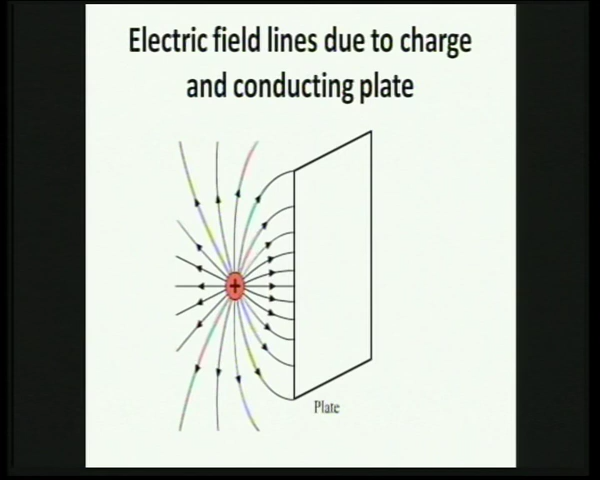 Electric field lines due to charge
and conducting plate
+
Plate